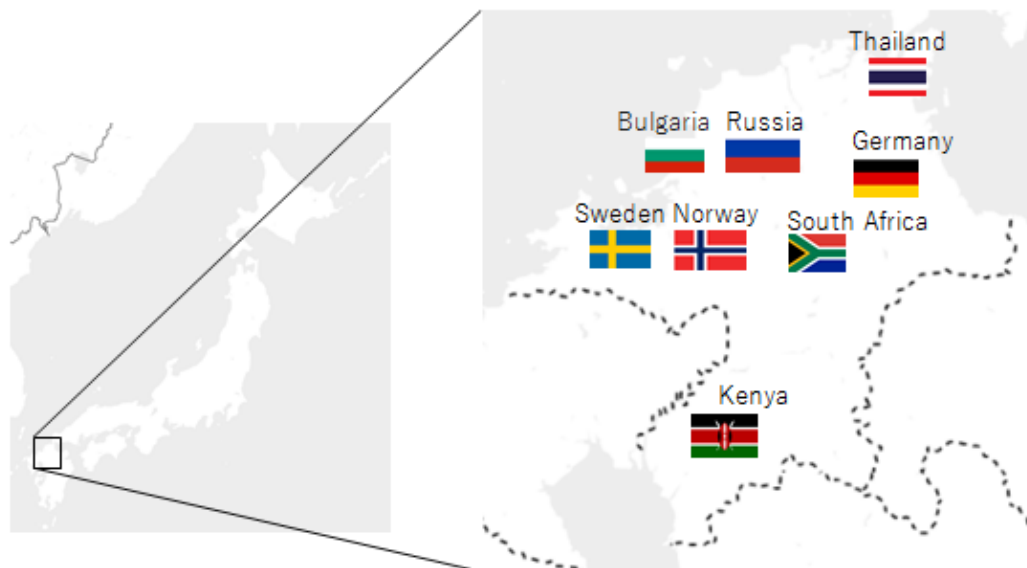 Thailand
Bulgaria Russia
Germany
Sweden Norway South Africa
Kenya